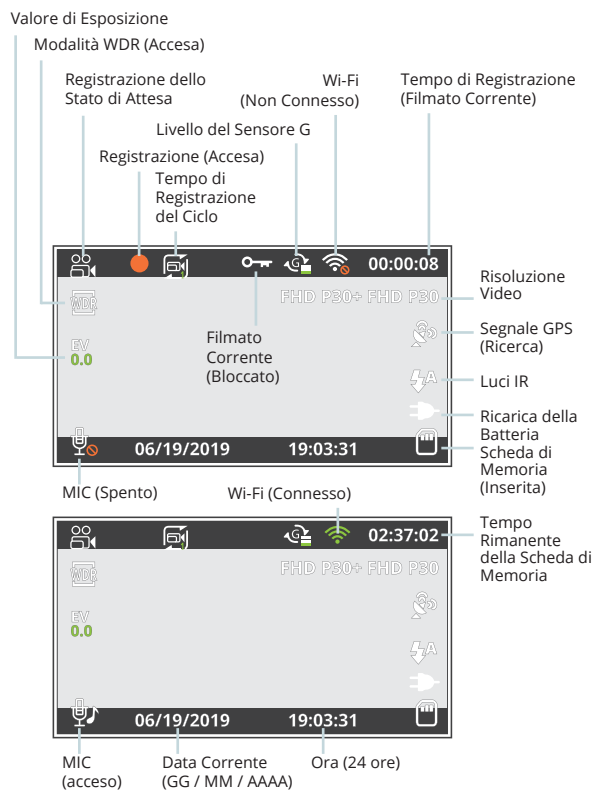 Valore di Esposizione
Modalità WDR (Accesa)
Registrazione dello
Stato di Attesa
Wi-Fi
(Non Connesso)
Tempo di Registrazione
(Filmato Corrente)
Livello del Sensore G
Registrazione (Accesa)
Tempo di
Registrazione
del Ciclo
G
00:00:08
WDR
FHD P30+ FHD P30
Risoluzione
Video
EV
0.0
Filmato
Corrente
(Bloccato)
Segnale GPS
(Ricerca)
A
Luci IR
Ricarica della
Batteria
Scheda di
Memoria
(Inserita)
06/19/2019
19:03:31
MIC (Spento)
Wi-Fi (Connesso)
G
02:37:02
Tempo
Rimanente
della Scheda di
Memoria
WDR
FHD P30+ FHD P30
EV
0.0
A
06/19/2019
19:03:31
MIC
(acceso)
Data Corrente
(GG / MM / AAAA)
Ora (24 ore)